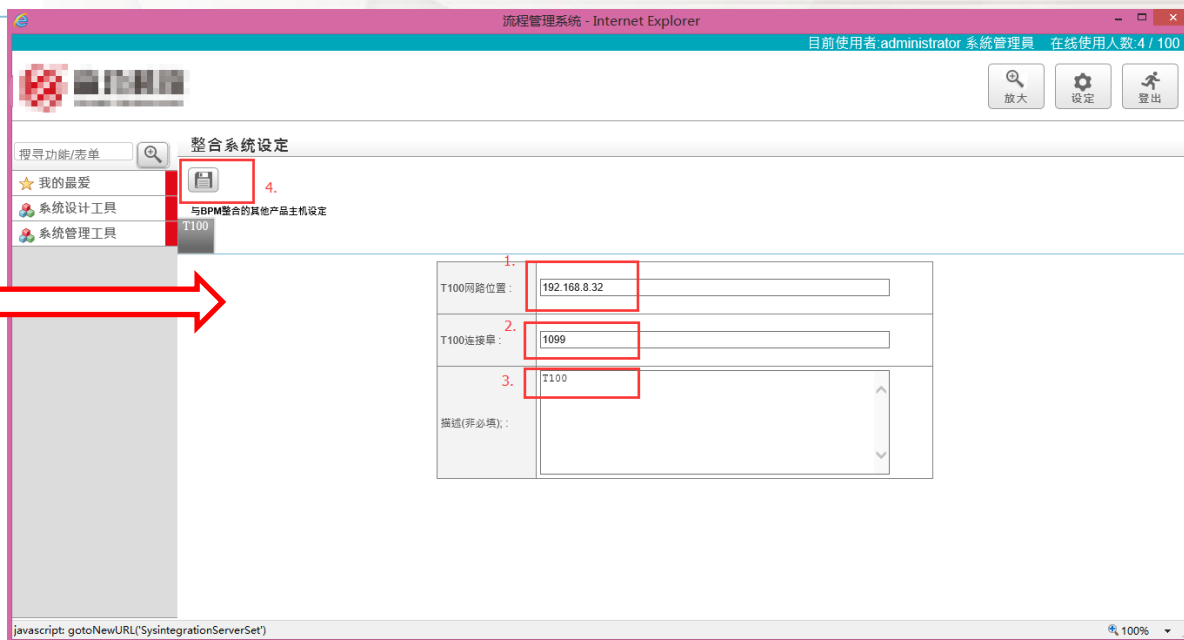 流程管理系统 - Internet Explorer
目前使用者:administrator 系統管理員 在线使用人数:4 / 100
放大
设定
登出
搜寻功能/表单
整合系统设定
我的最爱
4.
系统设计工具
与BPM整合的其他产品主机设定
系统管理工具
T100
1.
T100网路位置 :
192.168.8.32
2.
T100连接阜 :
1099
3.
T100
描述(非必填); :
javascript: gotoNewURL('SysintegrationServerSet')
100%